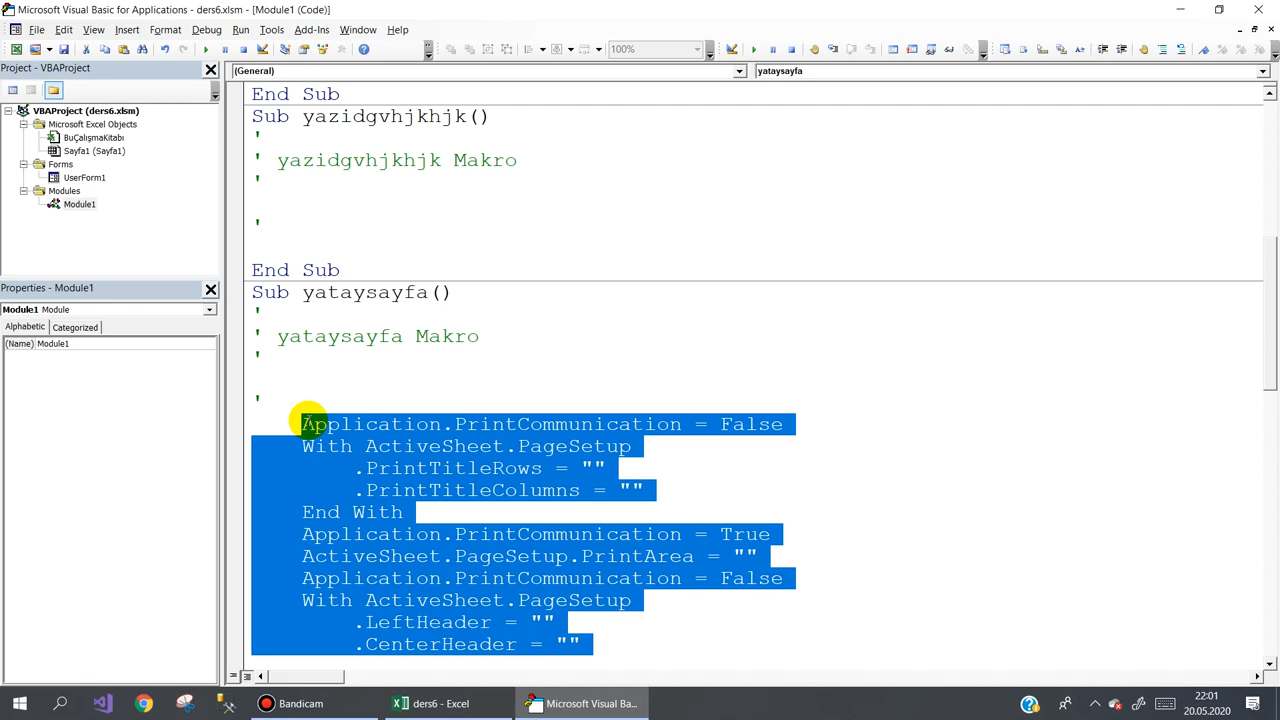 Microsoft Visual Basic for Applications - ders6.xlsm - [Module1 (Code)]
File Edit View Insert Format Debug Run Tools Add-Ins Window Help
100%
Project - VBAProject
(General)
yataysayfa
VBAProject (ders6.xlsm)
Microsoft Excel Objects
BuÇalışmaKitabı
Sayfa1 (Sayfa1)
Forms
UserForm1
Modules
Module1
Properties - Module1
Module1 Module
Alphabetic Categorized
(Name) Module1
End Sub
Sub yazidgvhjkhjk()
'
' yazidgvhjkhjk Makro
'
'
End Sub
Sub yataysayfa()
'
' yataysayfa Makro
'
'
Application.PrintCommunication = False
With ActiveSheet.PageSetup
.PrintTitleRows = ""
.PrintTitleColumns = ""
End With
Application.PrintCommunication = True
ActiveSheet.PageSetup.PrintArea = ""
Application.PrintCommunication = False
With ActiveSheet.PageSetup
.LeftHeader = ""
.CenterHeader = ""
Bandicam
ders6 - Excel
Microsoft Visual Ba...
22:01
20.05.2020